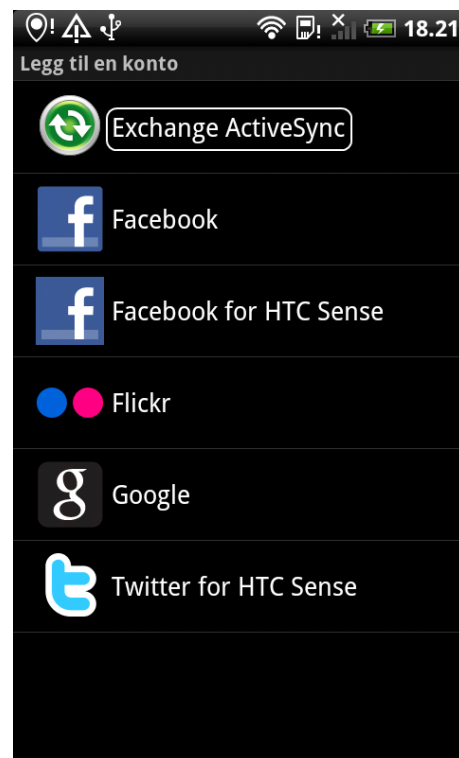 18.21
Legg til en konto
Exchange ActiveSync
Facebook
Facebook for HTC Sense
Flickr
Google
Twitter for HTC Sense